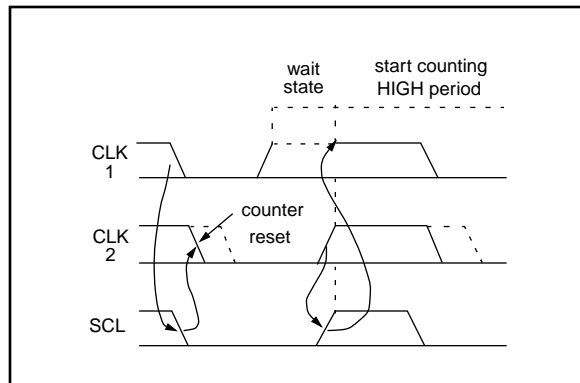 wait
state
start counting
HIGH period
CLK
1
counter
reset
CLK
2
SCL